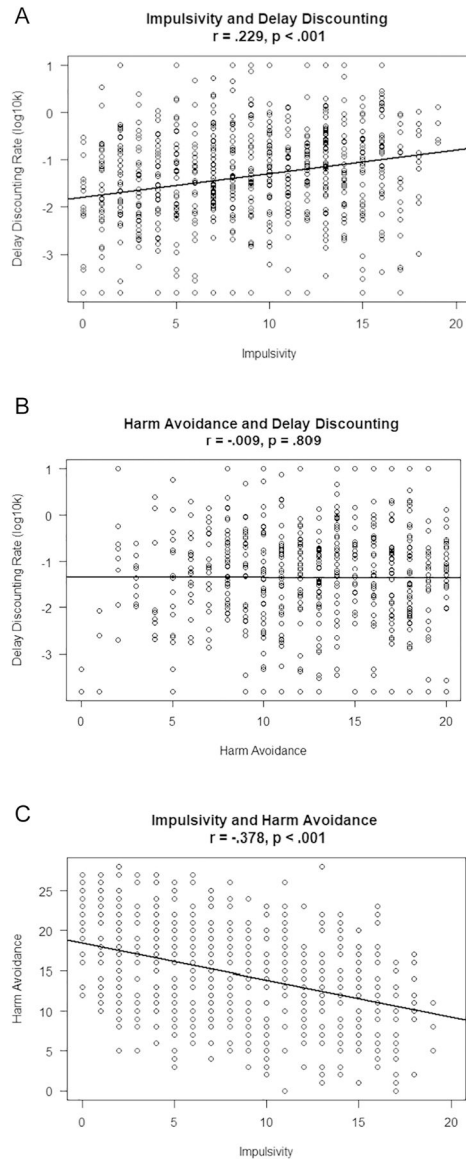 A
Impulsivity and Delay Discounting
r = .229, p < .001
Delay Discounting Rate (log10k)
1
0
-1
-2
-3
0 5 10 15 20
Impulsivity
B
Harm Avoidance and Delay Discounting
r = -.009, p = .809
Delay Discounting Rate (log10k)
1
0
-1
-2
-3
0 5 10 15 20
Harm Avoidance
C
Impulsivity and Harm Avoidance
r = -.378, p < .001
Harm Avoidance
25
20
15
10
5
0
0 5 10 15 20
Impulsivity